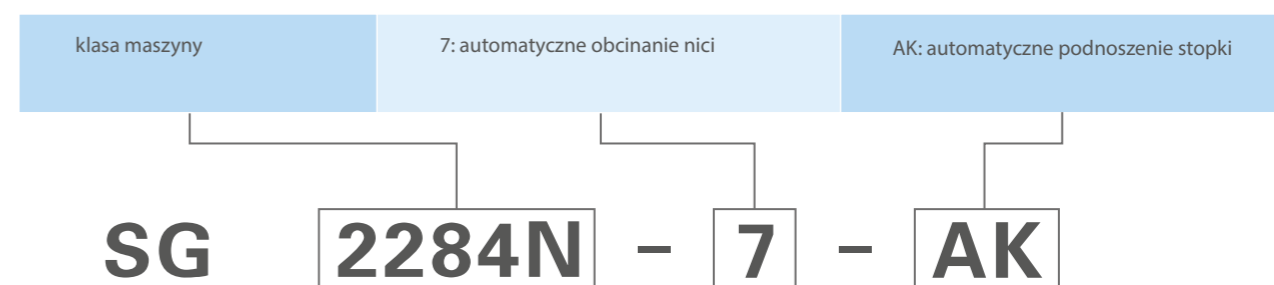 klasa maszyny
7: automatyczne obcinanie nici
AK: automatyczne podnoszenie stopki
SG 2284N – 7 – AK